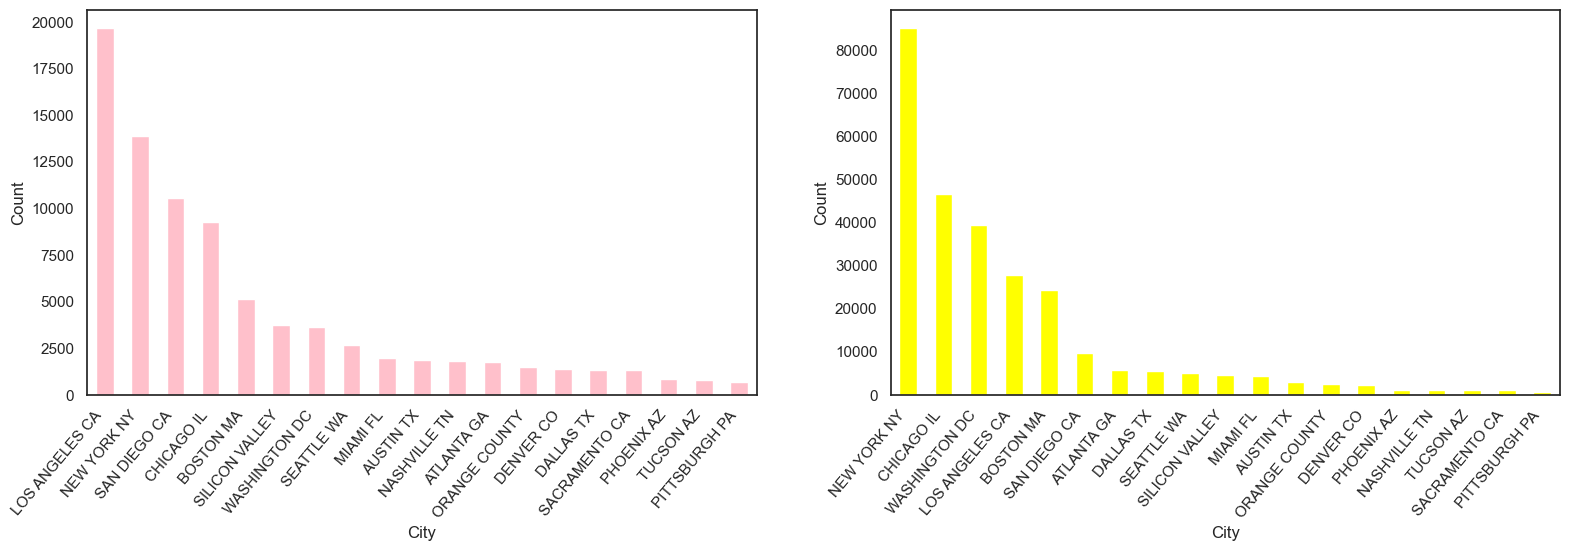 20000
17500
15000
12500
10000
7500
5000
2500
0
Count
LOS ANGELES CA
NEW YORK NY
SAN DIEGO CA
CHICAGO IL
BOSTON MA
SILICON VALLEY
WASHINGTON DC
SEATTLE WA
MIAMI FL
AUSTIN TX
NASHVILLE TN
ATLANTA GA
ORANGE COUNTY
DENVER CO
DALLAS TX
SACRAMENTO CA
PHOENIX AZ
TUCSON AZ
PITTSBURGH PA
City
80000
70000
60000
50000
40000
30000
20000
10000
0
Count
NEW YORK NY
CHICAGO IL
WASHINGTON DC
LOS ANGELES CA
BOSTON MA
SAN DIEGO CA
ATLANTA GA
DALLAS TX
SEATTLE WA
SILICON VALLEY
MIAMI FL
AUSTIN TX
ORANGE COUNTY
DENVER CO
PHOENIX AZ
NASHVILLE TN
TUCSON AZ
SACRAMENTO CA
PITTSBURGH PA
City